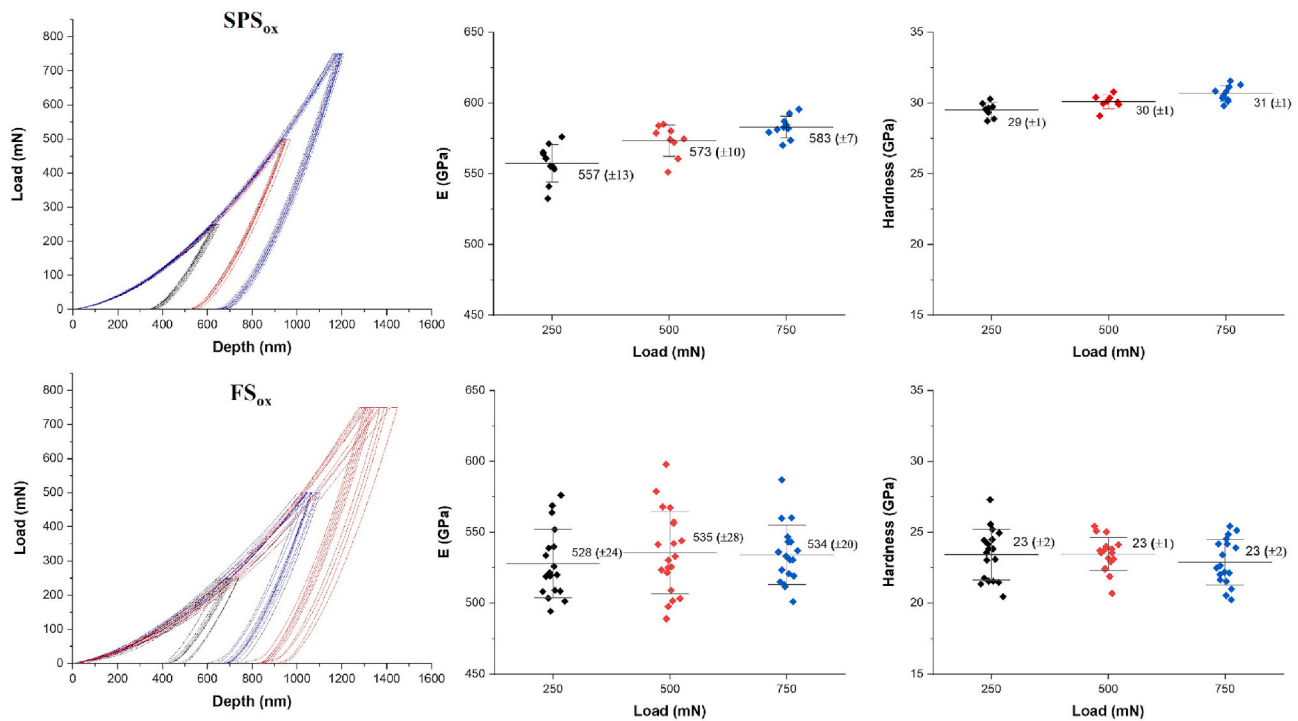 SPSox
800
700
600
500
400
300
200
100
0
Load (mN)
0 200 400 600 800 1000 1200 1400 1600
Depth (nm)
650
600
550
500
450
E (GPa)
557 (±13)
573 (±10)
583 (±7)
250 500 750
Load (mN)
35
30
25
20
15
Hardness (GPa)
29 (±1)
30 (±1)
31 (±1)
250 500 750
Load (mN)
FSox
800
700
600
500
400
300
200
100
0
Load (mN)
0 200 400 600 800 1000 1200 1400 1600
Depth (nm)
650
600
550
500
450
E (GPa)
528 (±24)
535 (±28)
534 (±20)
250 500 750
Load (mN)
35
30
25
20
15
Hardness (GPa)
23 (±2)
23 (±1)
23 (±2)
250 500 750
Load (mN)